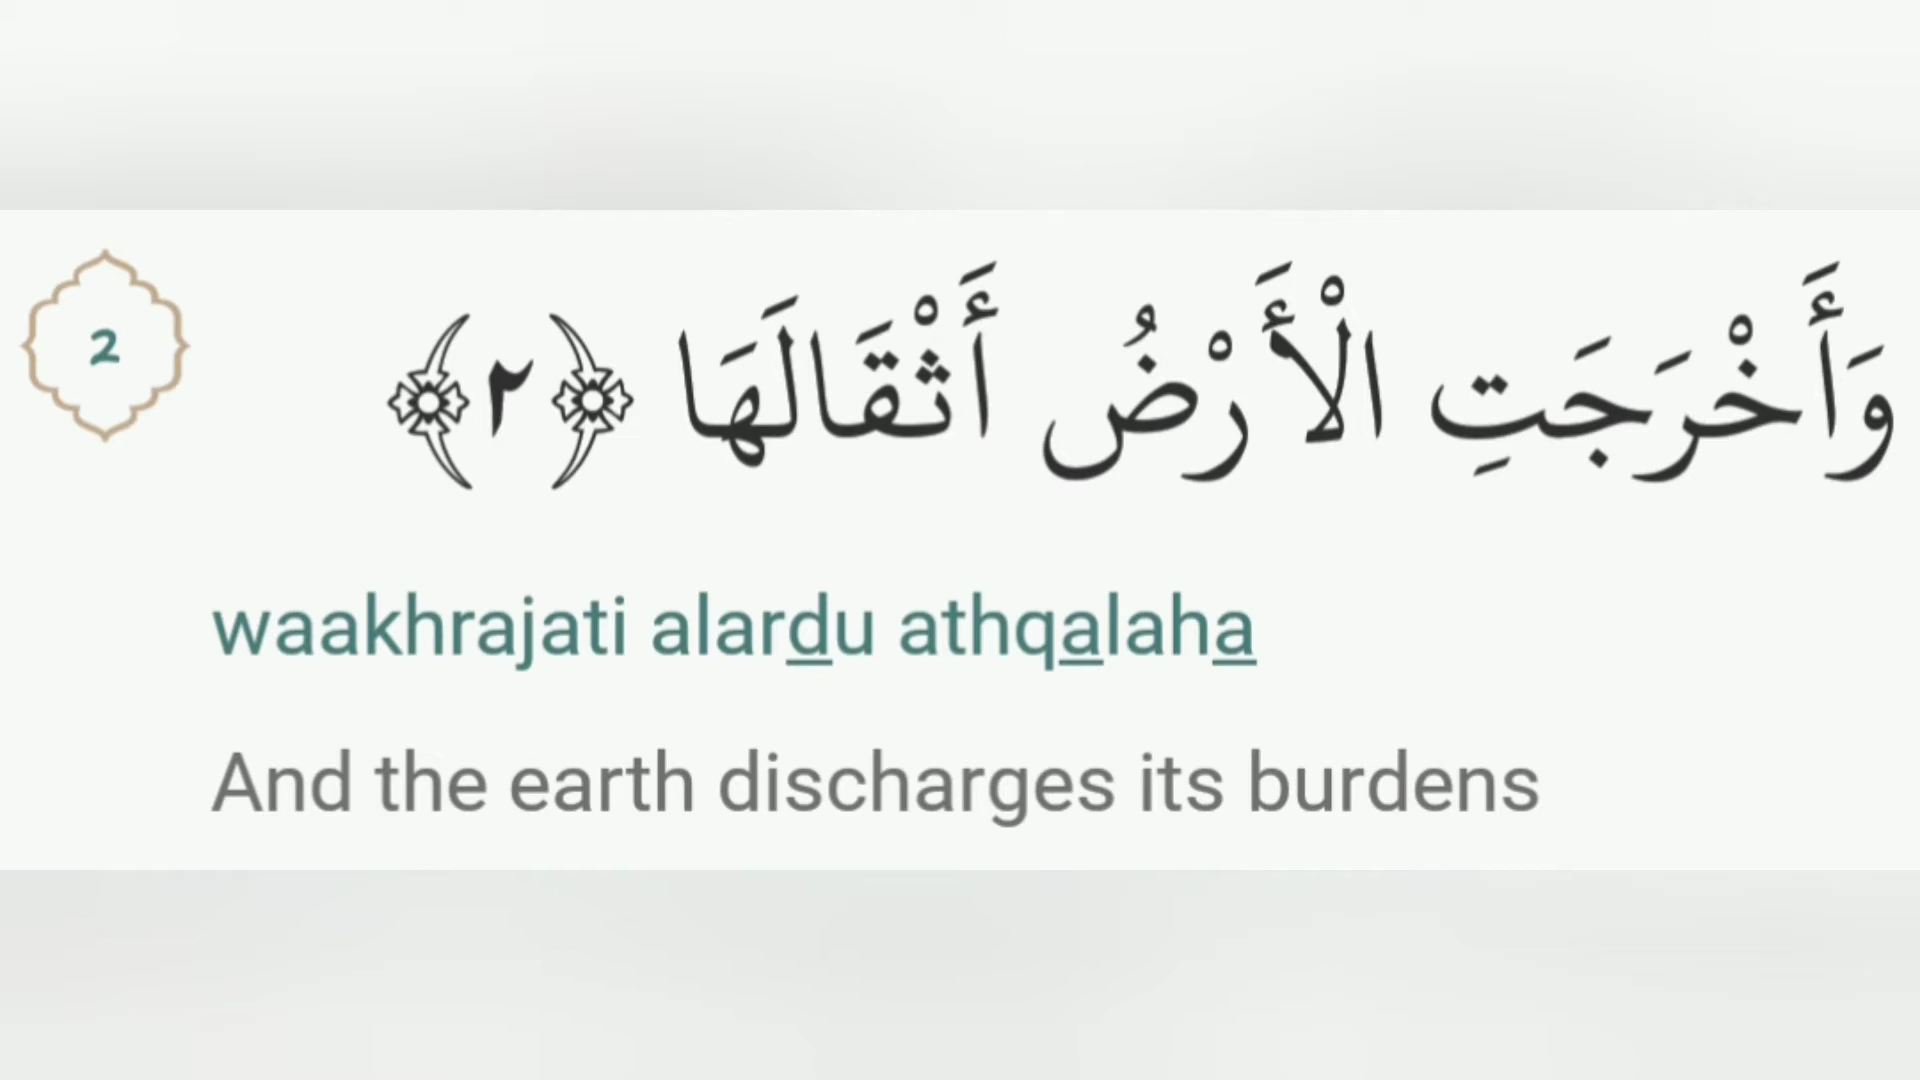 2
وَأَخْرَجَتِ الْأَرْضُ أَثْقَالَهَا ﴿٢﴾
waakhrajati alardu athqalaha
And the earth discharges its burdens